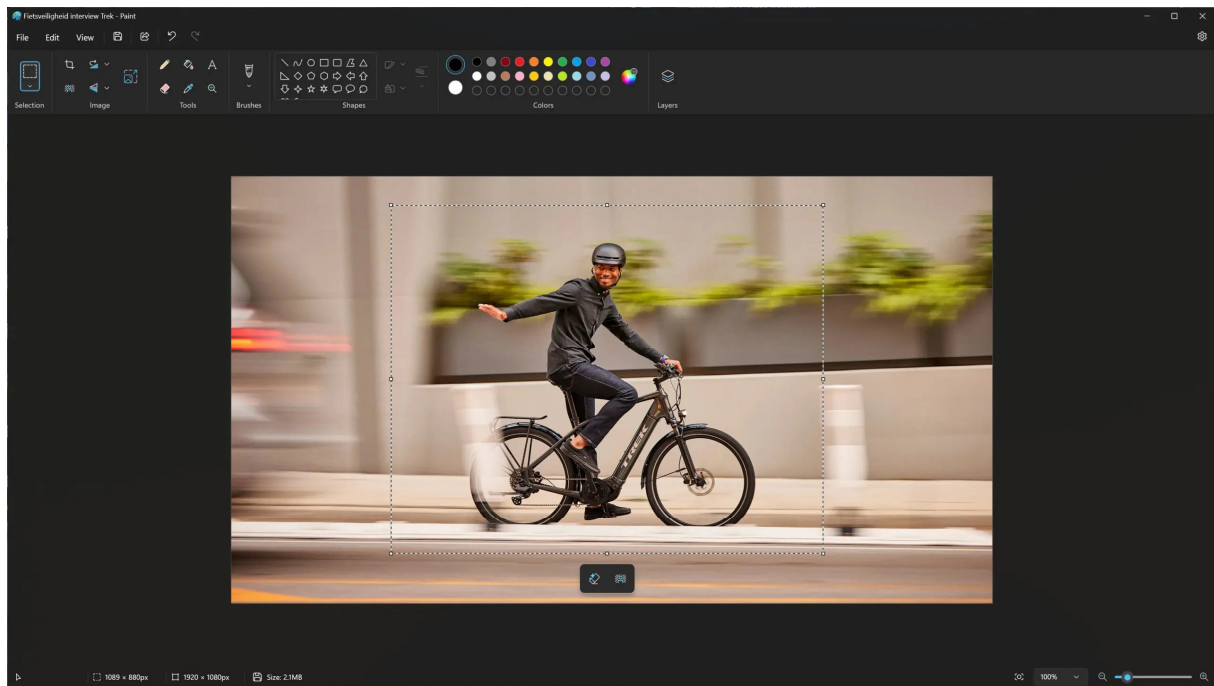 Fietsveiligheid interview Trek - Paint
File Edit View
Selection Image Tools Brushes Shapes Colors Layers
TREK
1089 × 880px 1920 × 1080px Size: 2.1MB 100%